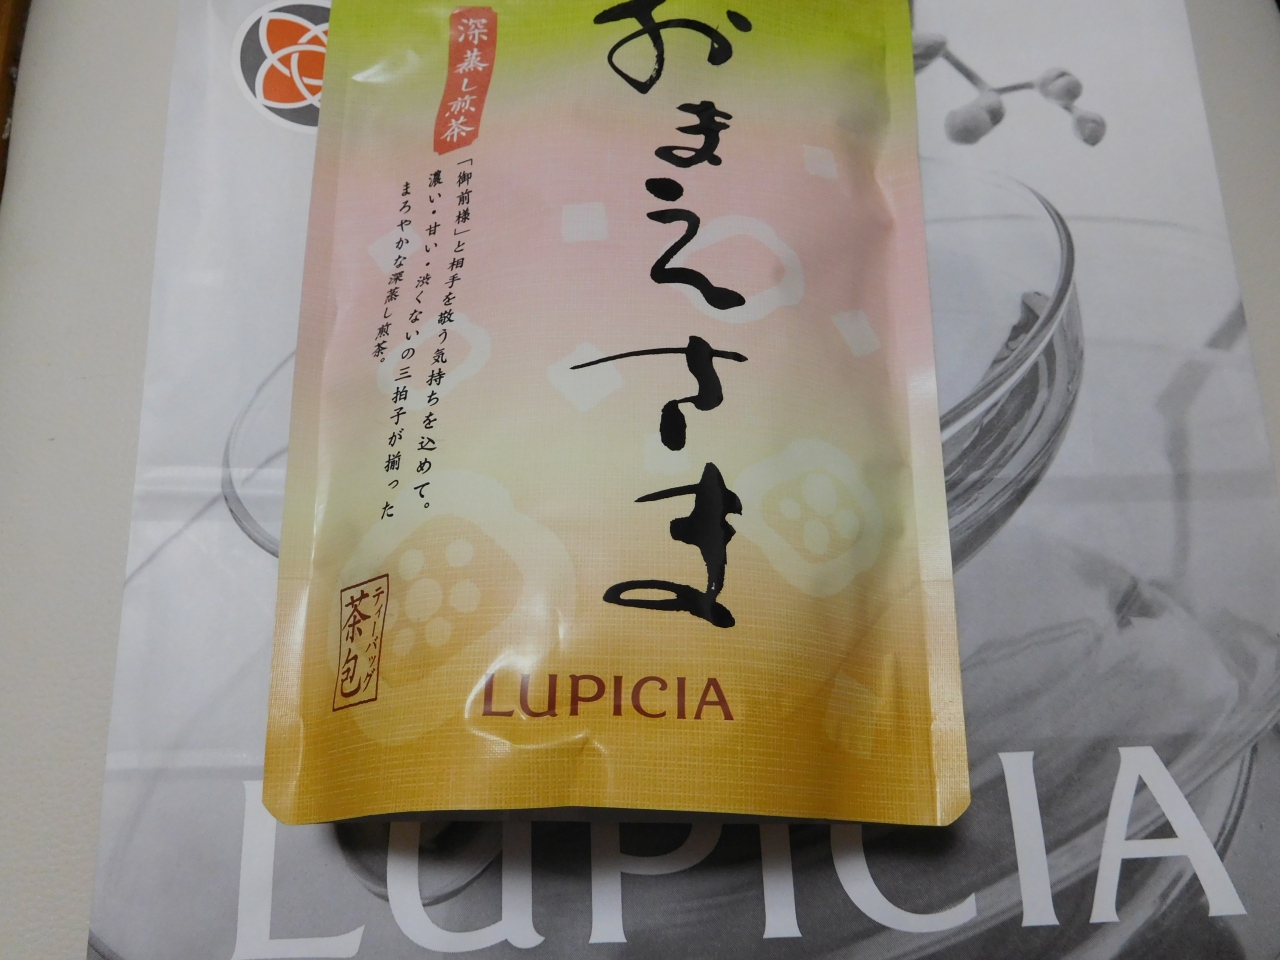 おまえさま
深蒸し煎茶
「御前様」と相手を敬う気持ちを込めて。
濃い・甘い・渋くないの三拍子が揃った
まろやかな深蒸し煎茶。
ティーバッグ
茶包
LUPICIA
LUPICIA